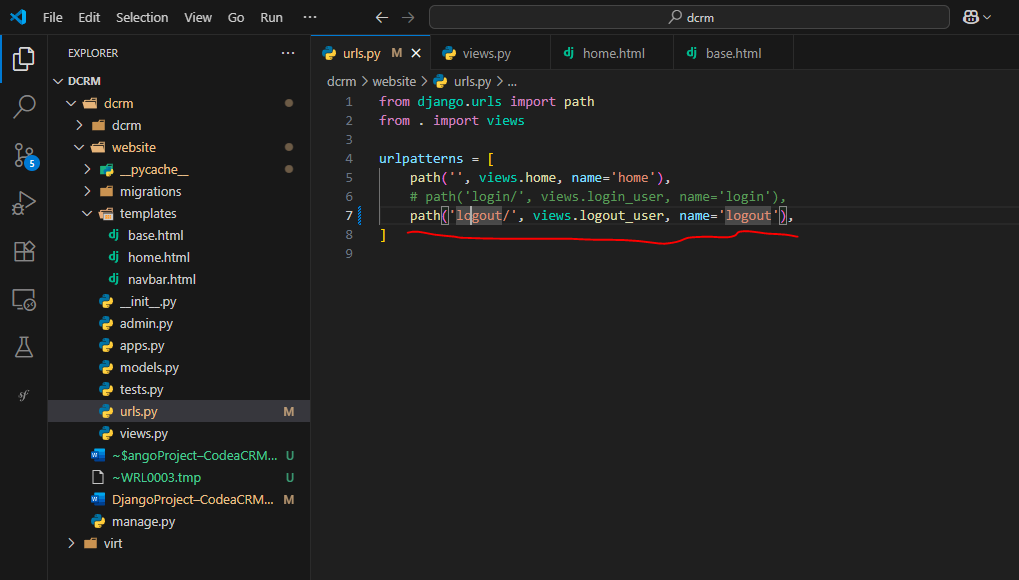 File Edit Selection View Go Run ··· dcrm
EXPLORER ···
DCRM
dcrm
dcrm
website
__pycache__
migrations
templates
base.html
home.html
navbar.html
__init__.py
admin.py
apps.py
models.py
tests.py
urls.py M
views.py
~$angoProject–CodeaCRM... U
~WRL0003.tmp U
DjangoProject–CodeaCRM... M
manage.py
virt
5
urls.py M views.py dj home.html dj base.html
dcrm > website > urls.py > ...
1 from django.urls import path
2 from . import views
3
4 urlpatterns = [
5 path('', views.home, name='home'),
6 # path('login/', views.login_user, name='login'),
7 path('logout/', views.logout_user, name='logout'),
8 ]
9